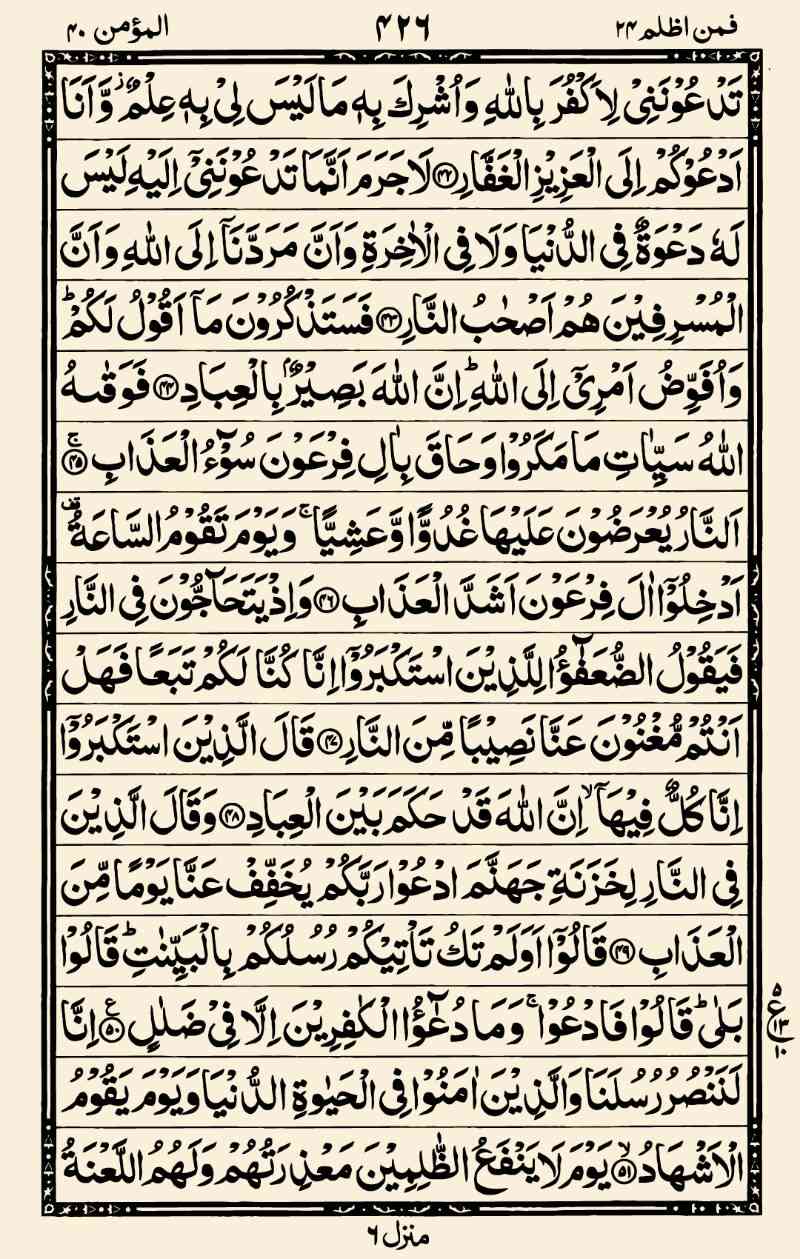 فمن اظلم ۲۴ ۴۲۶ المؤمن ۴۰
تَدْعُوْنَنِیْ لِاَكْفُرَ بِاللّٰهِ وَاُشْرِكَ بِهٖ مَا لَیْسَ لِیْ بِهٖ عِلْمٌ ؗ وَّاَنَا
اَدْعُوْكُمْ اِلَی الْعَزِیْزِ الْغَفَّارِ ﴿۴۲﴾ لَا جَرَمَ اَنَّمَا تَدْعُوْنَنِیْۤ اِلَیْهِ لَیْسَ
لَهٗ دَعْوَةٌ فِی الدُّنْیَا وَلَا فِی الْاٰخِرَةِ وَاَنَّ مَرَدَّنَاۤ اِلَی اللّٰهِ وَاَنَّ
الْمُسْرِفِیْنَ هُمْ اَصْحٰبُ النَّارِ ﴿۴۳﴾ فَسَتَذْكُرُوْنَ مَاۤ اَقُوْلُ لَكُمْ ؕ
وَاُفَوِّضُ اَمْرِیْۤ اِلَی اللّٰهِ ؕ اِنَّ اللّٰهَ بَصِیْرٌۢ بِالْعِبَادِ ﴿۴۴﴾ فَوَقٰىهُ
اللّٰهُ سَیِّاٰتِ مَا مَكَرُوْا وَحَاقَ بِاٰلِ فِرْعَوْنَ سُوْٓءُ الْعَذَابِ ﴿۴۵﴾ ۚ
اَلنَّارُ یُعْرَضُوْنَ عَلَیْهَا غُدُوًّا وَّعَشِیًّا ۚ وَیَوْمَ تَقُوْمُ السَّاعَةُ ۫
اَدْخِلُوْۤا اٰلَ فِرْعَوْنَ اَشَدَّ الْعَذَابِ ﴿۴۶﴾ وَاِذْ یَتَحَآجُّوْنَ فِی النَّارِ
فَیَقُوْلُ الضُّعَفٰٓؤُا لِلَّذِیْنَ اسْتَكْبَرُوْۤا اِنَّا كُنَّا لَكُمْ تَبَعًا فَهَلْ
اَنْتُمْ مُّغْنُوْنَ عَنَّا نَصِیْبًا مِّنَ النَّارِ ﴿۴۷﴾ قَالَ الَّذِیْنَ اسْتَكْبَرُوْۤا
اِنَّا كُلٌّ فِیْهَاۤ ۙ اِنَّ اللّٰهَ قَدْ حَكَمَ بَیْنَ الْعِبَادِ ﴿۴۸﴾ وَقَالَ الَّذِیْنَ
فِی النَّارِ لِخَزَنَةِ جَهَنَّمَ ادْعُوْا رَبَّكُمْ یُخَفِّفْ عَنَّا یَوْمًا مِّنَ
الْعَذَابِ ﴿۴۹﴾ قَالُوْۤا اَوَلَمْ تَكُ تَاْتِیْكُمْ رُسُلُكُمْ بِالْبَیِّنٰتِ ؕ قَالُوْا
بَلٰی ؕ قَالُوْا فَادْعُوْا ۚ وَمَا دُعٰٓؤُا الْكٰفِرِیْنَ اِلَّا فِیْ ضَلٰلٍ ﴿۵۰﴾ ع اِنَّا
۵ ع ۱۳ ۱۰
لَنَنْصُرُ رُسُلَنَا وَالَّذِیْنَ اٰمَنُوْا فِی الْحَیٰوةِ الدُّنْیَا وَیَوْمَ یَقُوْمُ
الْاَشْهَادُ ﴿۵۱﴾ ۙ یَوْمَ لَا یَنْفَعُ الظّٰلِمِیْنَ مَعْذِرَتُهُمْ وَلَهُمُ اللَّعْنَةُ
منزل ۶